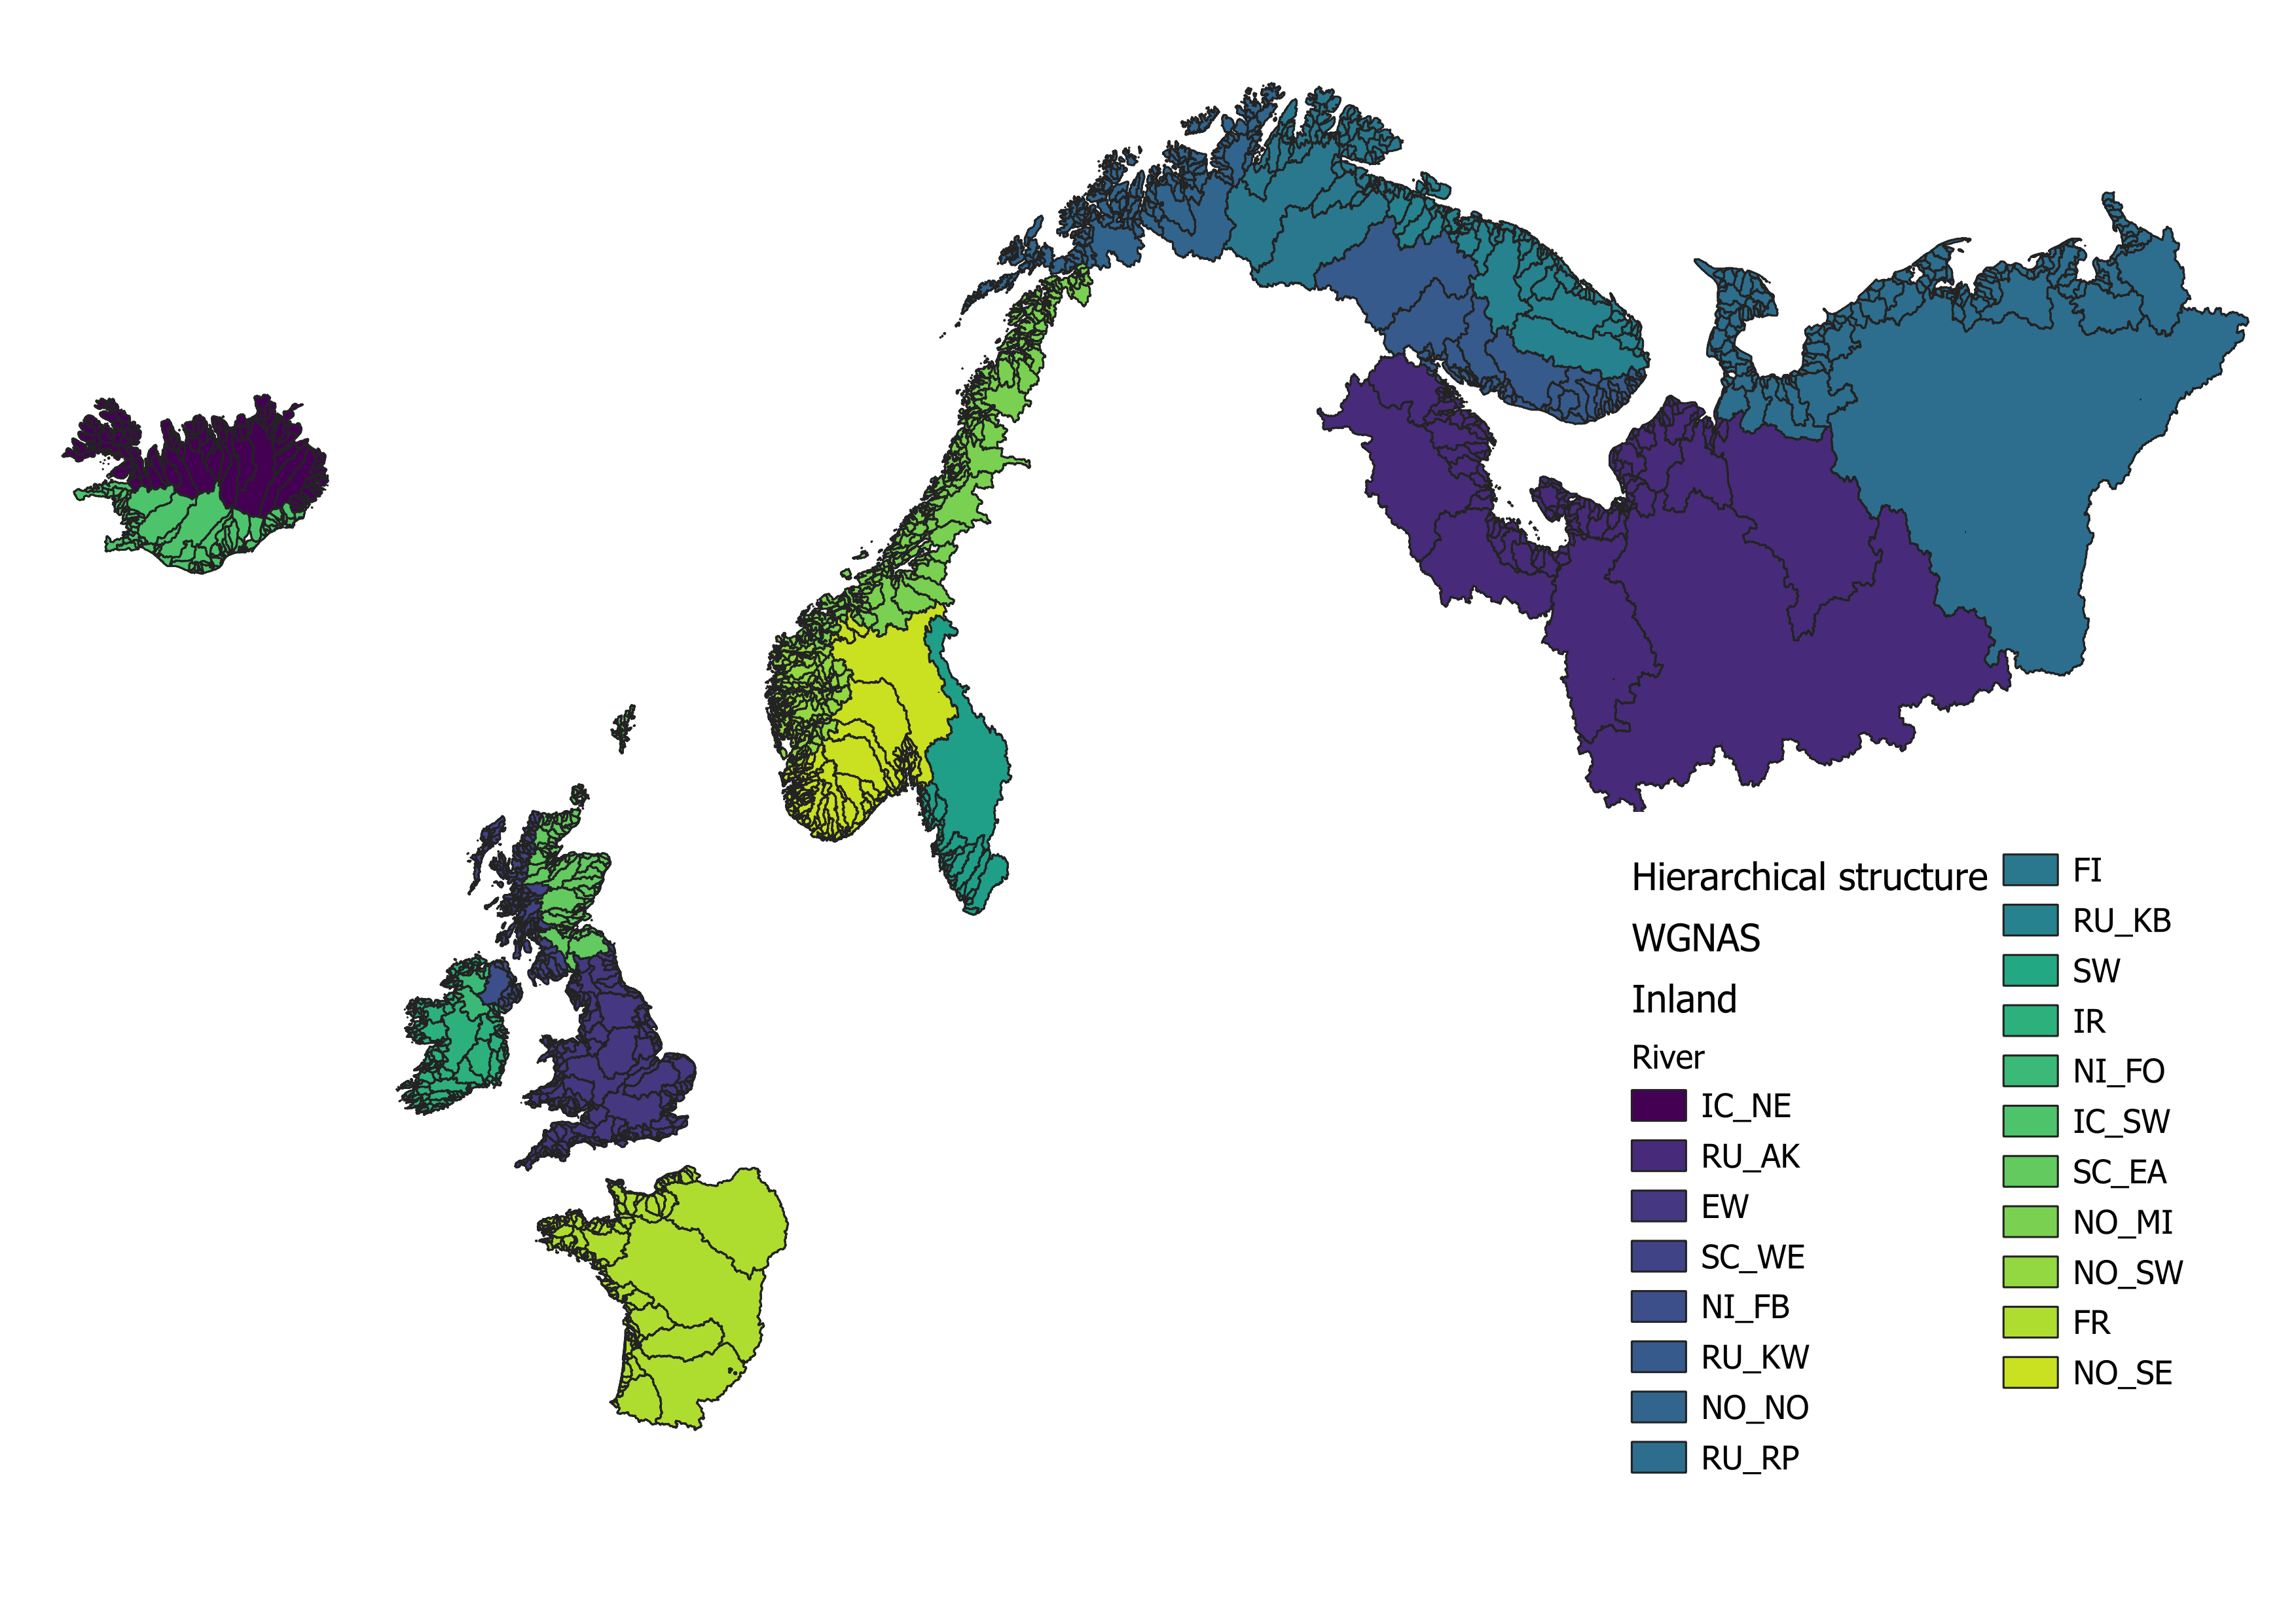 Hierarchical structure
WGNAS
Inland
River
IC_NE
RU_AK
EW
SC_WE
NI_FB
RU_KW
NO_NO
RU_RP
FI
RU_KB
SW
IR
NI_FO
IC_SW
SC_EA
NO_MI
NO_SW
FR
NO_SE